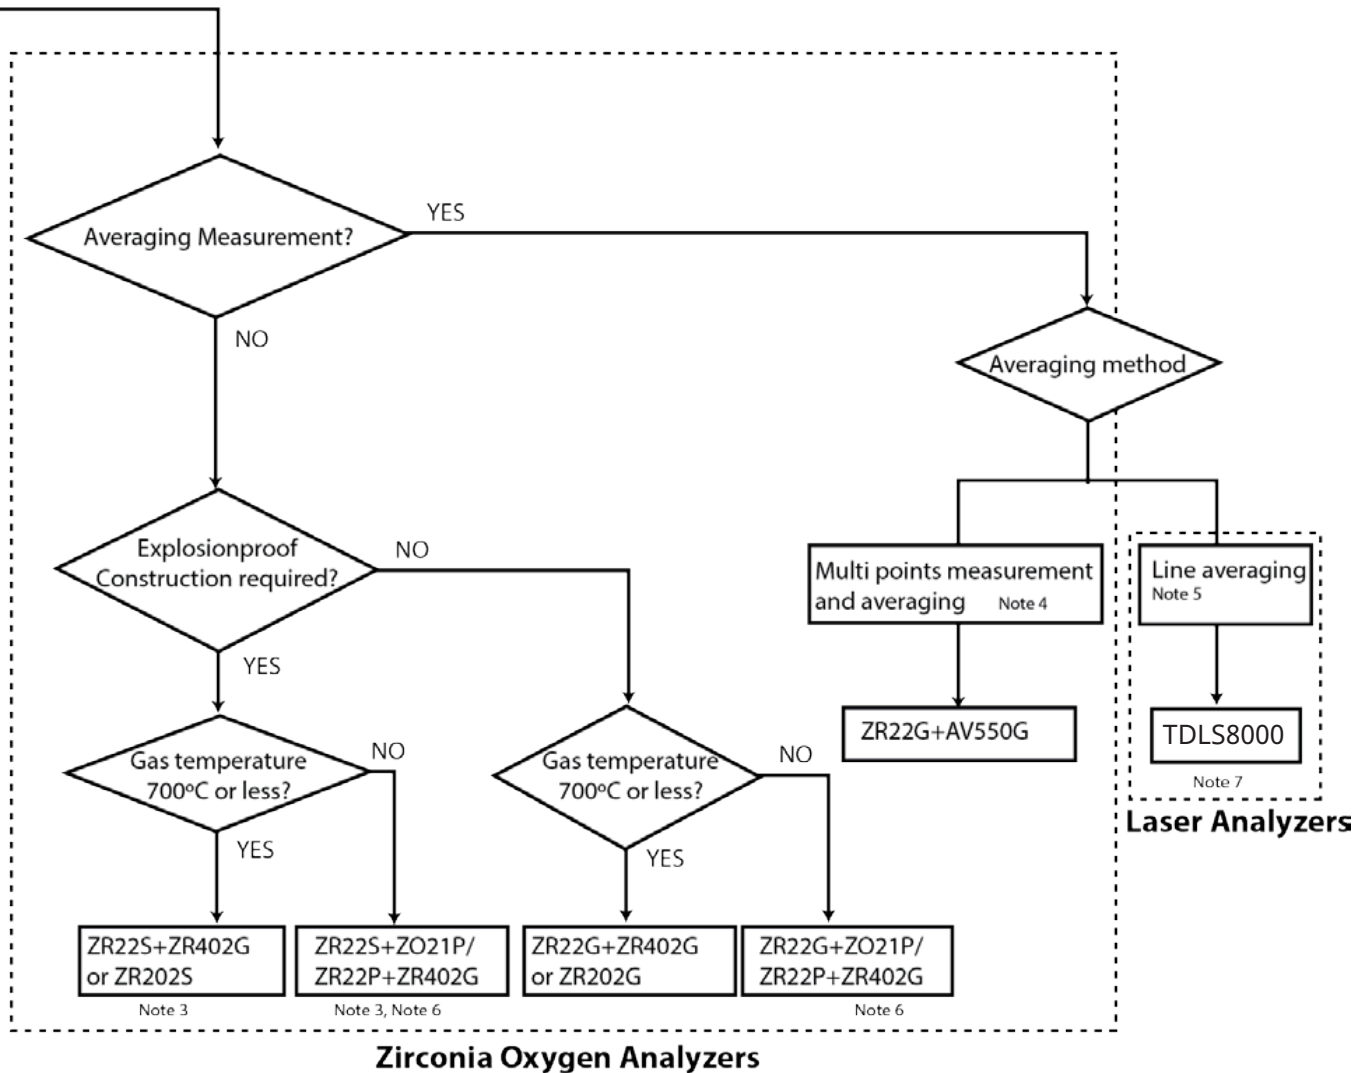 YES
Averaging Measurement?
NO
Averaging method
Explosionproof
Construction required?
NO
YES
Multi points measurement
and averaging Note 4
Line averaging
Note 5
Gas temperature
700ºC or less?
NO
YES
Gas temperature
700ºC or less?
NO
YES
ZR22G+AV550G
TDLS8000
Note 7
Laser Analyzers
ZR22S+ZR402G
or ZR202S
Note 3
ZR22S+ZO21P/
ZR22P+ZR402G
Note 3, Note 6
ZR22G+ZR402G
or ZR202G
ZR22G+ZO21P/
ZR22P+ZR402G
Note 6
Zirconia Oxygen Analyzers